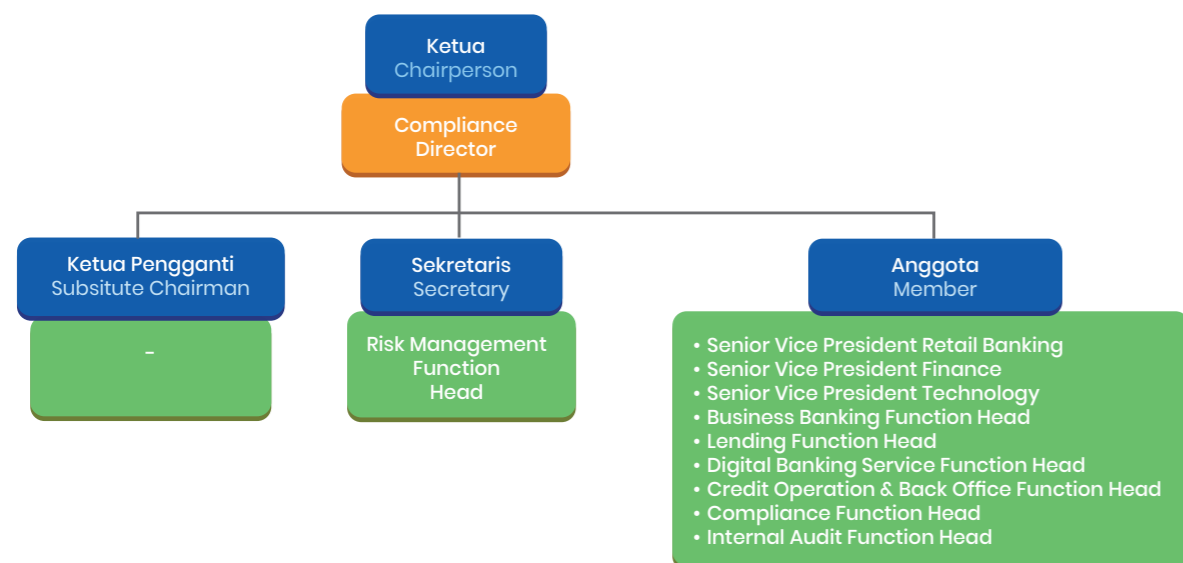 Ketua
Chairperson
Compliance
Director
Ketua Pengganti
Subsitute Chairman
-
Sekretaris
Secretary
Risk Management
Function
Head
Anggota
Member
• Senior Vice President Retail Banking
• Senior Vice President Finance
• Senior Vice President Technology
• Business Banking Function Head
• Lending Function Head
• Digital Banking Service Function Head
• Credit Operation & Back Office Function Head
• Compliance Function Head
• Internal Audit Function Head